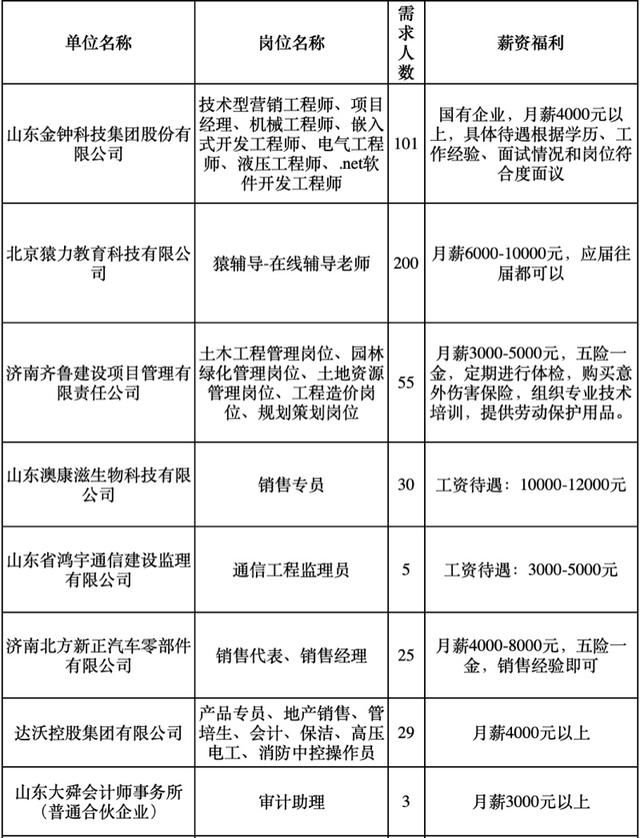 单位名称
岗位名称
需求人数
薪资福利
山东金钟科技集团股份有
限公司
技术型营销工程师、项目
经理、机械工程师、嵌入
式开发工程师、电气工程
师、液压工程师、.net软
件开发工程师
101
国有企业，月薪4000元以
上，具体待遇根据学历、工
作经验、面试情况和岗位符
合度面议
北京猿力教育科技有限公
司
猿辅导-在线辅导老师
200
月薪6000-10000元，应届往
届都可以
济南齐鲁建设项目管理有
限责任公司
土木工程管理岗位、园林
绿化管理岗位、土地资源
管理岗位、工程造价岗
位、规划策划岗位
55
月薪3000-5000元，五险一
金，定期进行体检，购买意
外伤害保险，组织专业技术
培训，提供劳动保护用品。
山东澳康滋生物科技有限
公司
销售专员
30
工资待遇：10000-12000元
山东省鸿宇通信建设监理
有限公司
通信工程监理员
5
工资待遇：3000-5000元
济南北方新正汽车零部件
有限公司
销售代表、销售经理
25
月薪4000-8000元，五险一
金，销售经验即可
达沃控股集团有限公司
产品专员、地产销售、管
培生、会计、保洁、高压
电工、消防中控操作员
29
月薪4000元以上
山东大舜会计师事务所
（普通合伙企业）
审计助理
3
月薪3000元以上